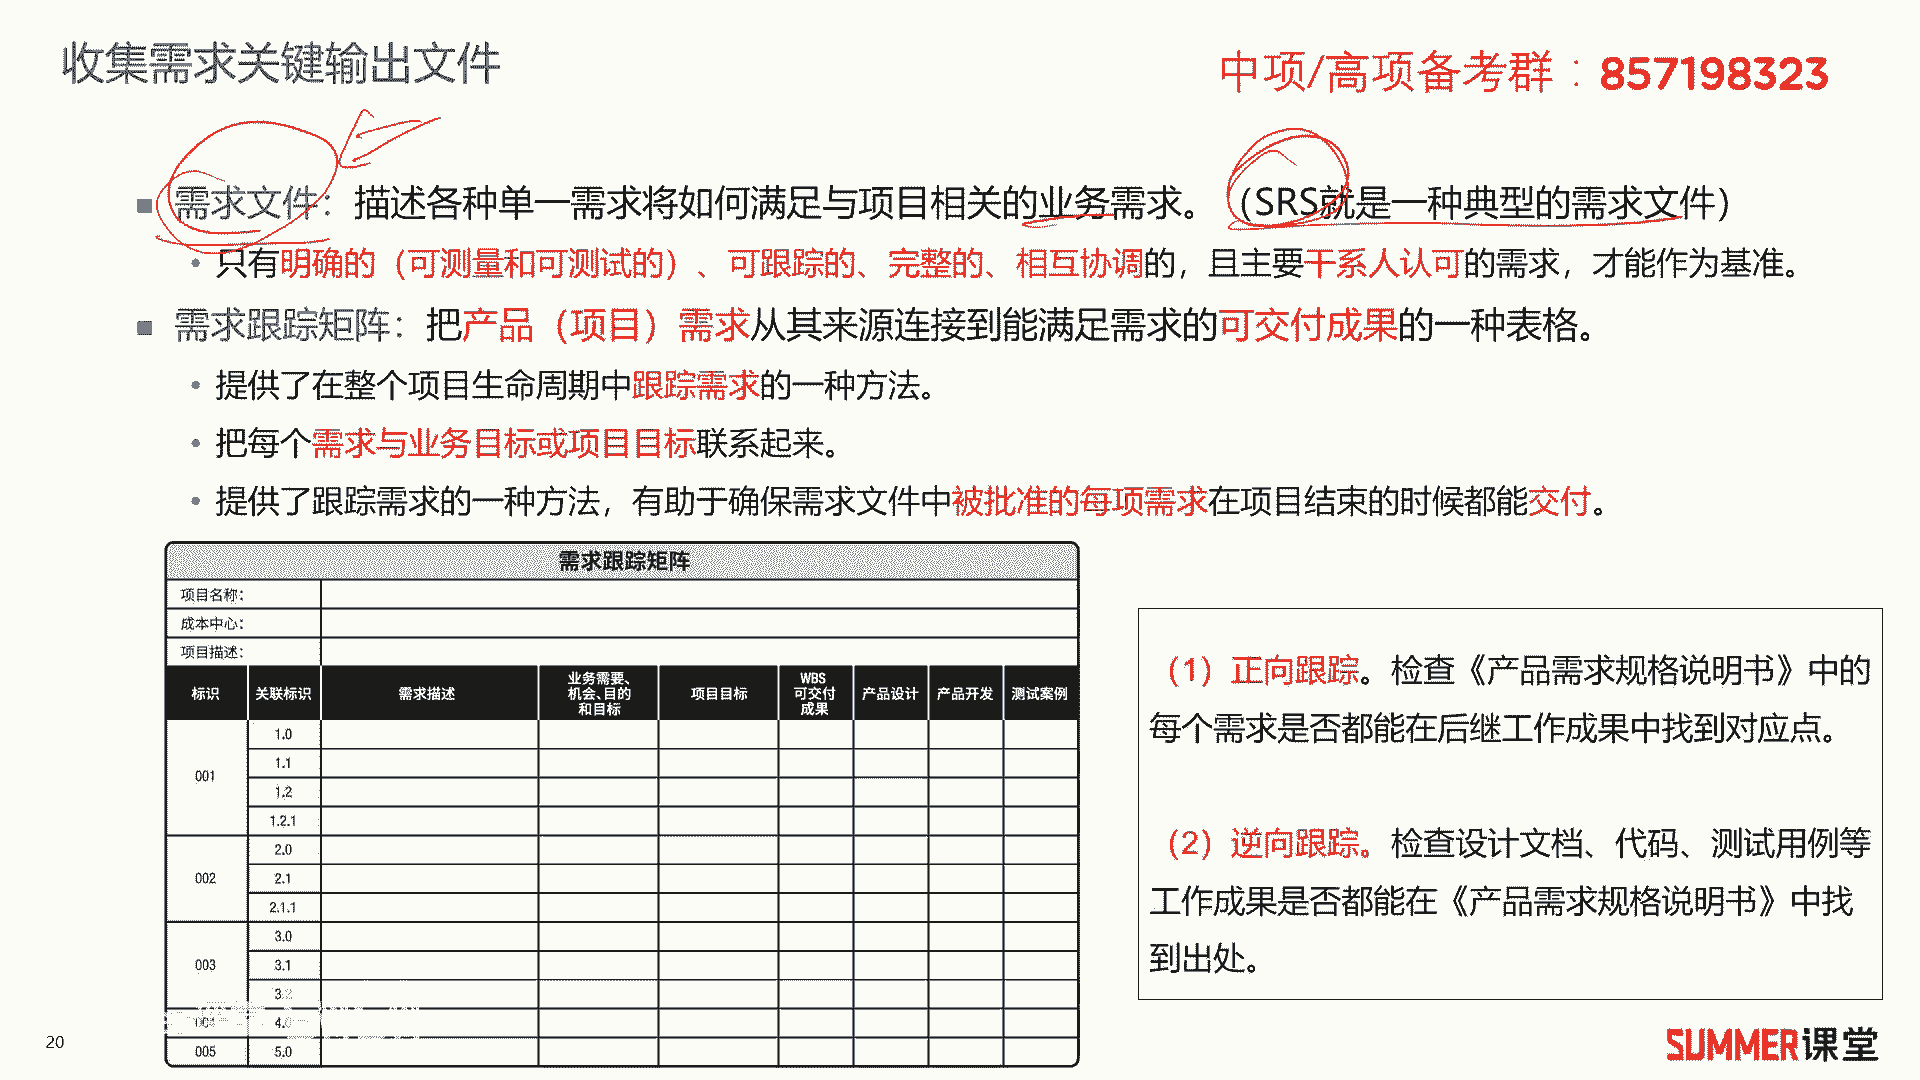 收集需求关键输出文件
中项/高项备考群：857198323
需求文件：描述各种单一需求将如何满足与项目相关的业务需求。（SRS就是一种典型的需求文件）
只有明确的（可测量和可测试的）、可跟踪的、完整的、相互协调的，且主要干系人认可的需求，才能作为基准。
需求跟踪矩阵：把产品（项目）需求从其来源连接到能满足需求的可交付成果的一种表格。
提供了在整个项目生命周期中跟踪需求的一种方法。
把每个需求与业务目标或项目目标联系起来。
提供了跟踪需求的一种方法，有助于确保需求文件中被批准的每项需求在项目结束的时候都能交付。
需求跟踪矩阵
项目名称：
成本中心：
项目描述：
标识 关联标识 需求描述 业务需要、机会、目的和目标 项目目标 WBS可交付成果 产品设计 产品开发 测试案例
001
1.0
1.1
1.2
1.2.1
002
2.0
2.1
2.1.1
003
3.0
3.1
3.2
004 4.0
005 5.0
（1）正向跟踪。检查《产品需求规格说明书》中的
每个需求是否都能在后继工作成果中找到对应点。
（2）逆向跟踪。检查设计文档、代码、测试用例等
工作成果是否都能在《产品需求规格说明书》中找
到出处。
20
SUMMER课堂